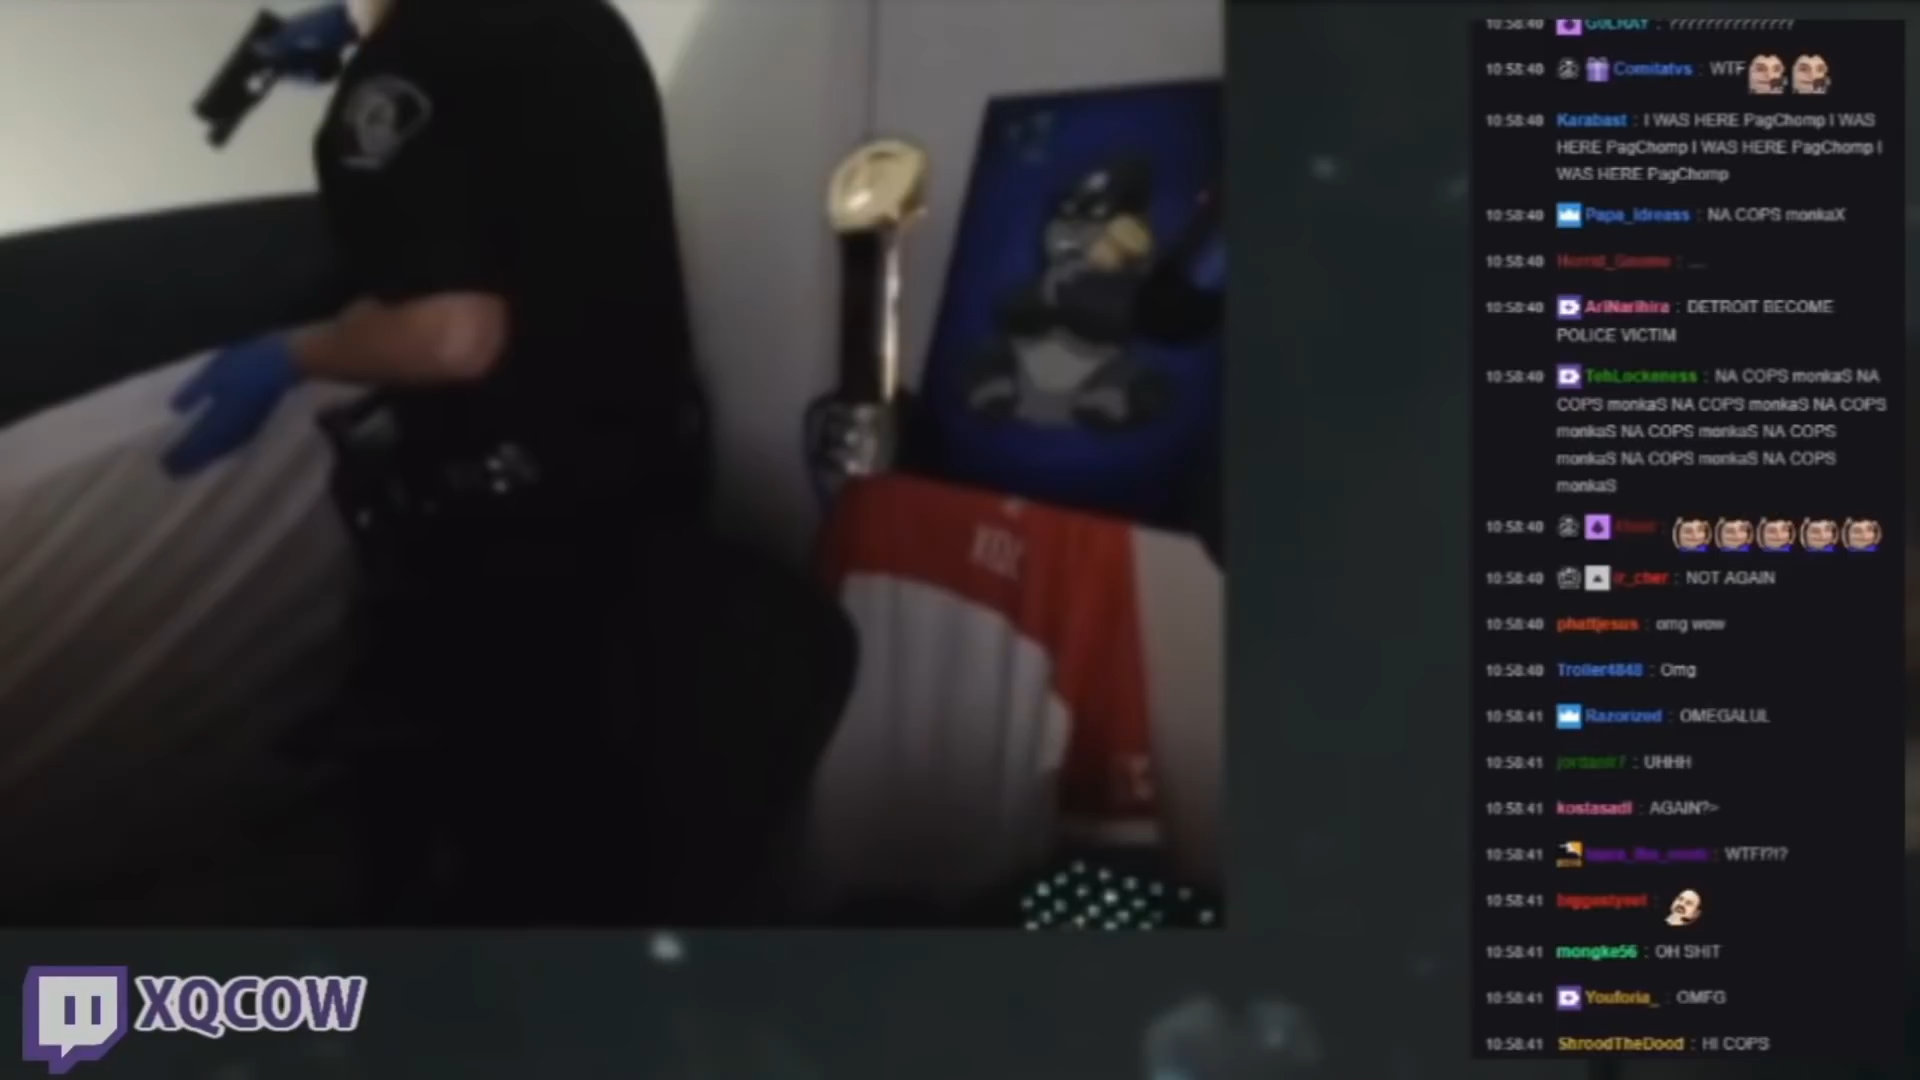 10:58:40 G0LRAY : ??????????????
10:58:40 Comitatvs : WTF
10:58:40 Karabast : I WAS HERE PagChomp I WAS
HERE PagChomp I WAS HERE PagChomp I
WAS HERE PagChomp
10:58:40 Papa_Idreass : NA COPS monkaX
10:58:40
10:58:40 AriNarihira : DETROIT BECOME
POLICE VICTIM
10:58:40 TehLockeness : NA COPS monkaS NA
COPS monkaS NA COPS monkaS NA COPS
monkaS NA COPS monkaS NA COPS
monkaS NA COPS monkaS NA COPS
monkaS
10:58:40
10:58:40 ir_cher : NOT AGAIN
10:58:40 phattjesus : omg wow
10:58:40 Troller4848 : Omg
10:58:41 Razorized : OMEGALUL
10:58:41 : UHHH
10:58:41 kostasadl : AGAIN?>
10:58:41 : WTF!?!?
10:58:41
10:58:41 mongke56 : OH SHIT
10:58:41 Youforia_ : OMFG
10:58:41 ShroodTheDood : HI COPS
XQCOW